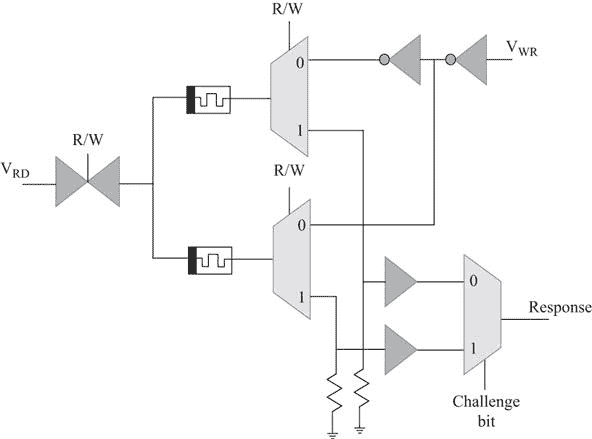 R/W
0
V_WR
1
R/W
V_RD
R/W
0
1
0
Response
1
Challenge
bit